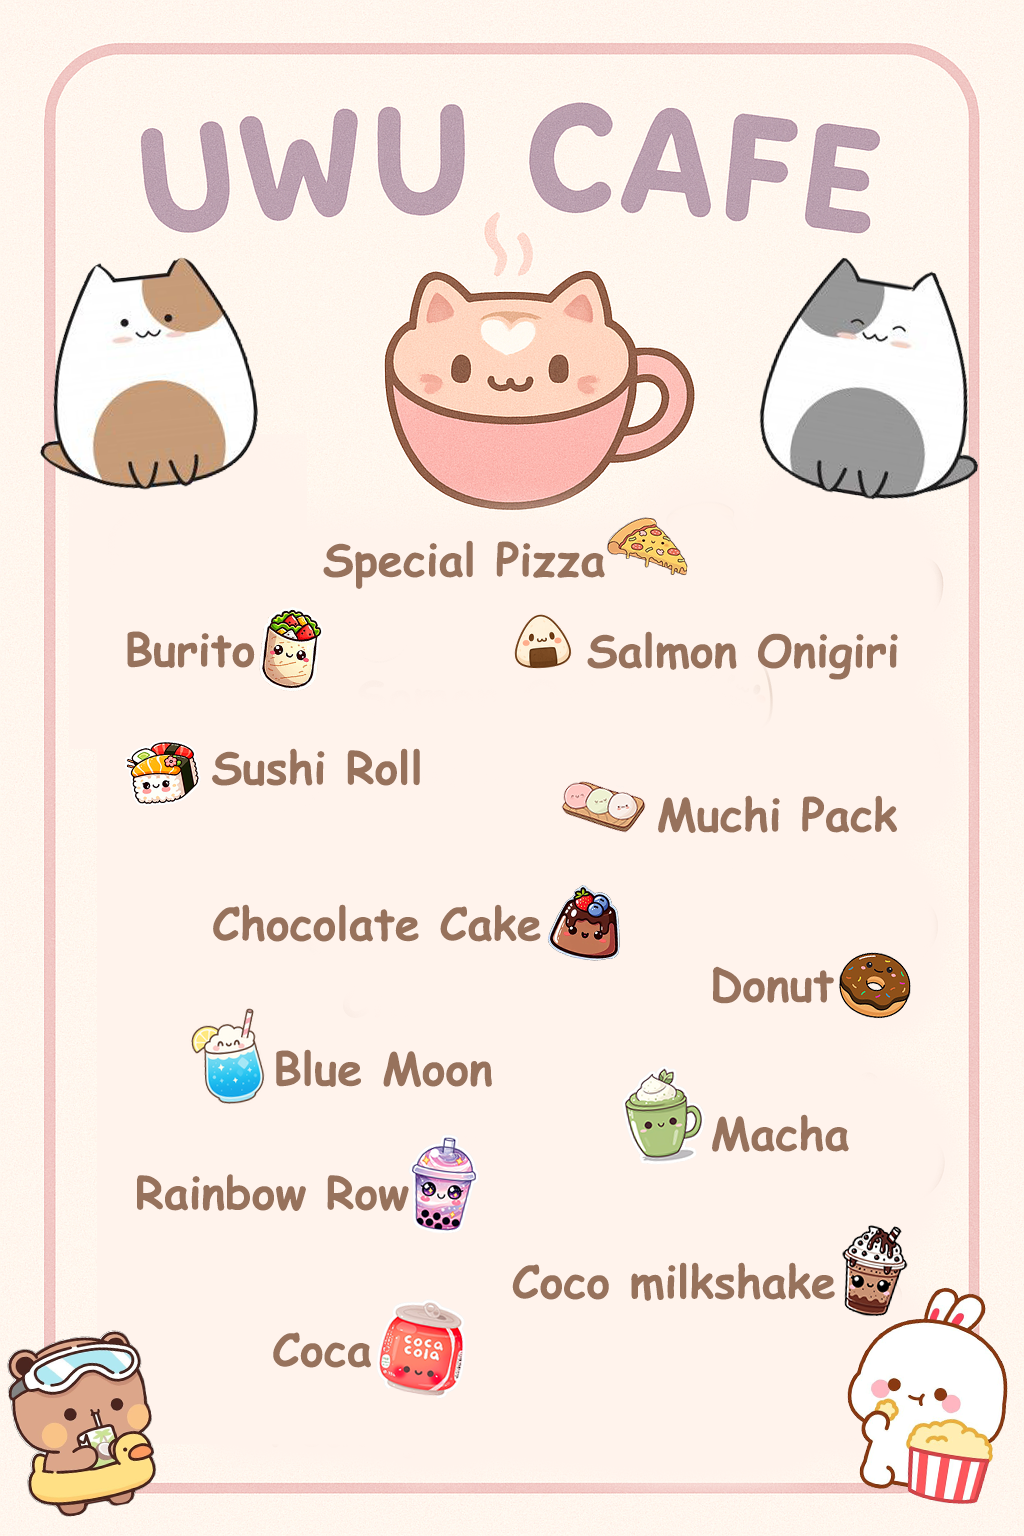 UWU CAFE
Special Pizza
Burito
Salmon Onigiri
Sushi Roll
Muchi Pack
Chocolate Cake
Donut
Blue Moon
Macha
Rainbow Row
Coco milkshake
Coca
coca
cola